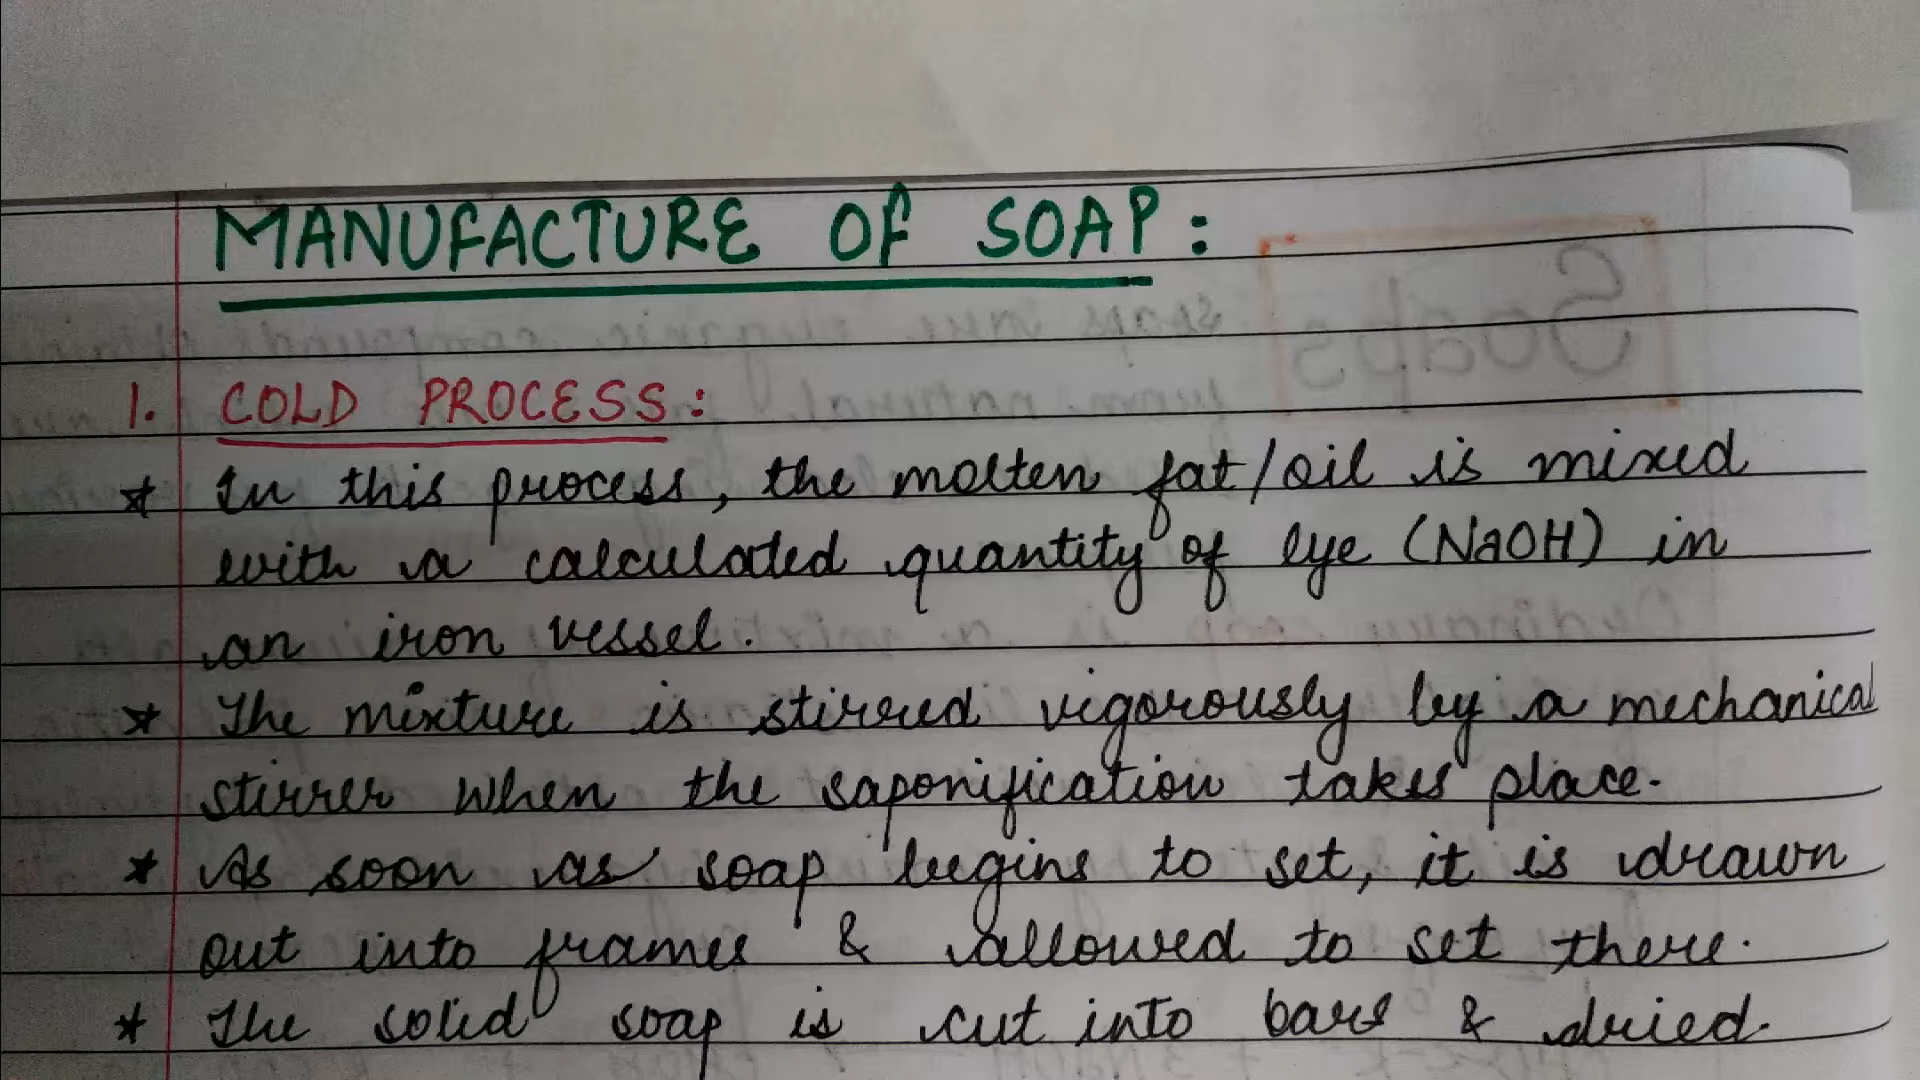 MANUFACTURE OF SOAP:
1. COLD PROCESS:
* In this process, the molten fat/oil is mixed
with a calculated quantity of lye (NaOH) in
an iron vessel.
* The mixture is stirred vigorously by a mechanical
stirrer when the saponification takes place.
* As soon as soap begins to set, it is drawn
out into frames & allowed to set there.
* The solid soap is cut into bars & dried.